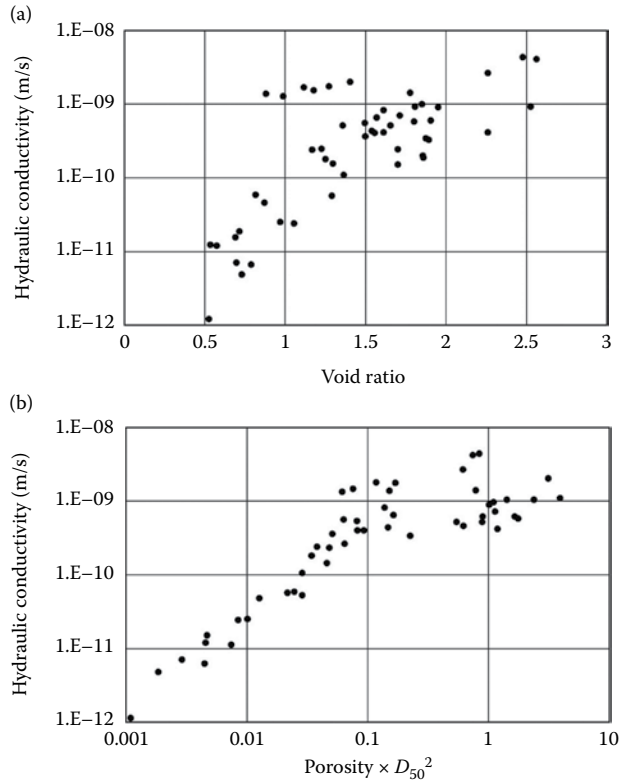 (a)
Hydraulic conductivity (m/s)
1.E−08
1.E−09
1.E−10
1.E−11
1.E−12
0 0.5 1 1.5 2 2.5 3
Void ratio
(b)
Hydraulic conductivity (m/s)
1.E−08
1.E−09
1.E−10
1.E−11
1.E−12
0.001 0.01 0.1 1 10
Porosity × D₅₀²